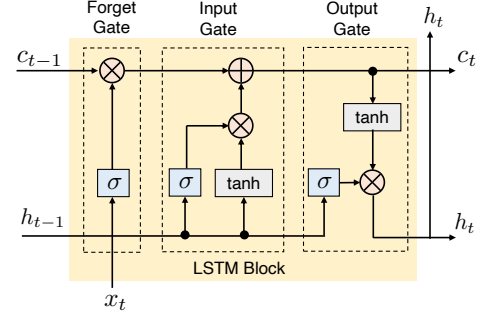 Forget Gate
Input Gate
Output Gate
h_t
c_{t-1}
c_t
tanh
σ
σ
tanh
σ
h_{t-1}
h_t
LSTM Block
x_t